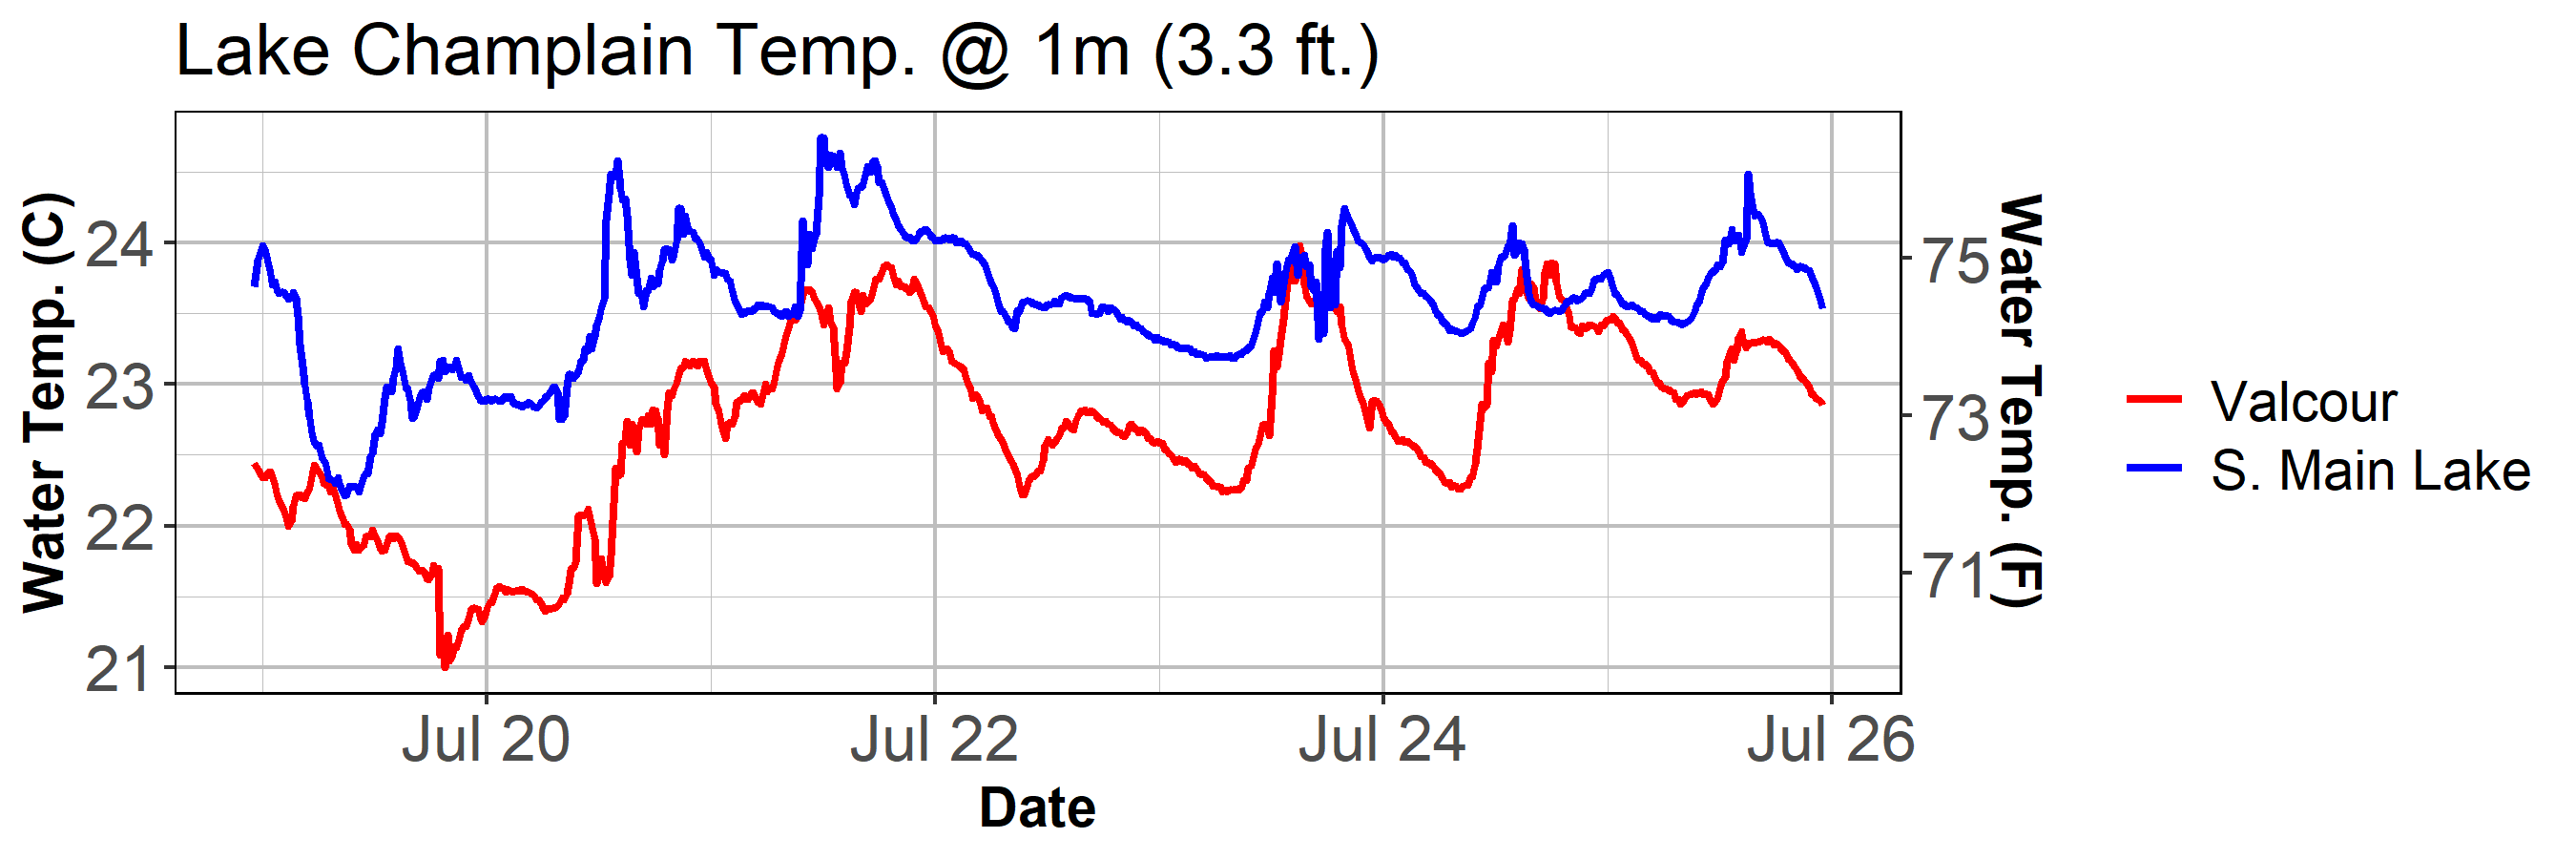 Lake Champlain Temp. @ 1m (3.3 ft.)
Water Temp. (C)
24
23
22
21
75
73
71
Water Temp. (F)
Jul 20
Jul 22
Jul 24
Jul 26
Date
Valcour
S. Main Lake